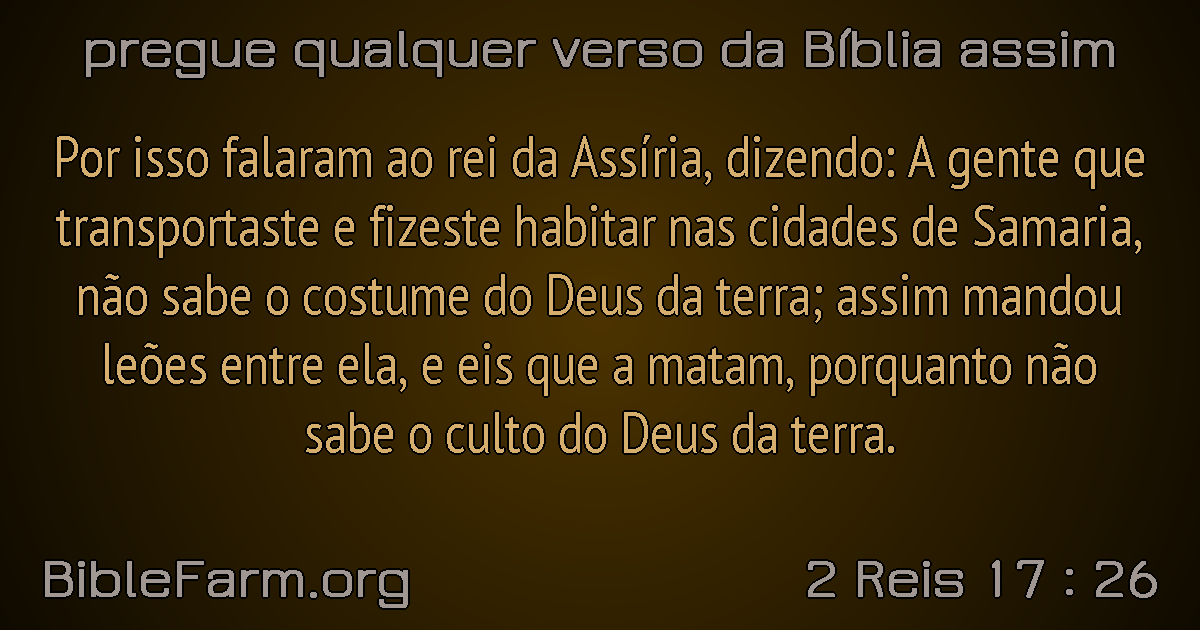 pregue qualquer verso da Bíblia assim
Por isso falaram ao rei da Assíria, dizendo: A gente que
transportaste e fizeste habitar nas cidades de Samaria,
não sabe o costume do Deus da terra; assim mandou
leões entre ela, e eis que a matam, porquanto não
sabe o culto do Deus da terra.
BibleFarm.org
2 Reis 17 : 26